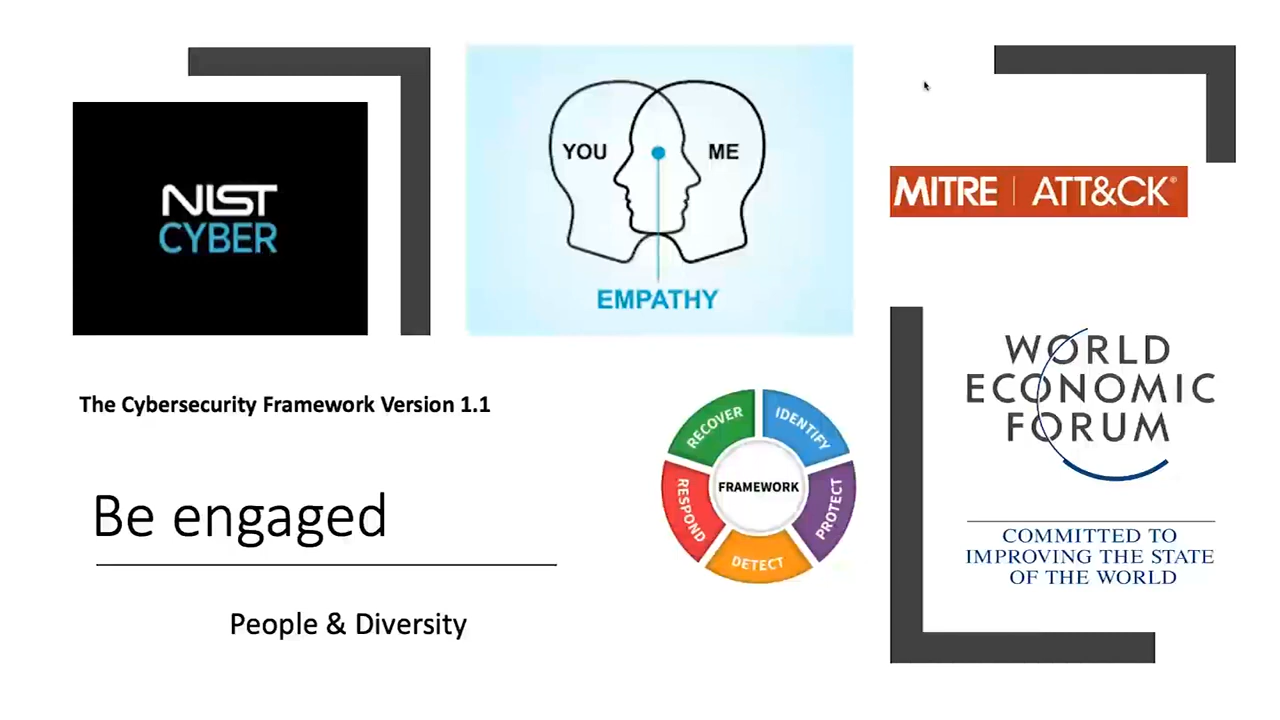 NIST
CYBER
YOU
ME
EMPATHY
MITRE | ATT&CK®
The Cybersecurity Framework Version 1.1
Be engaged
People & Diversity
RECOVER
IDENTIFY
PROTECT
DETECT
RESPOND
FRAMEWORK
WORLD
ECONOMIC
FORUM
COMMITTED TO
IMPROVING THE STATE
OF THE WORLD